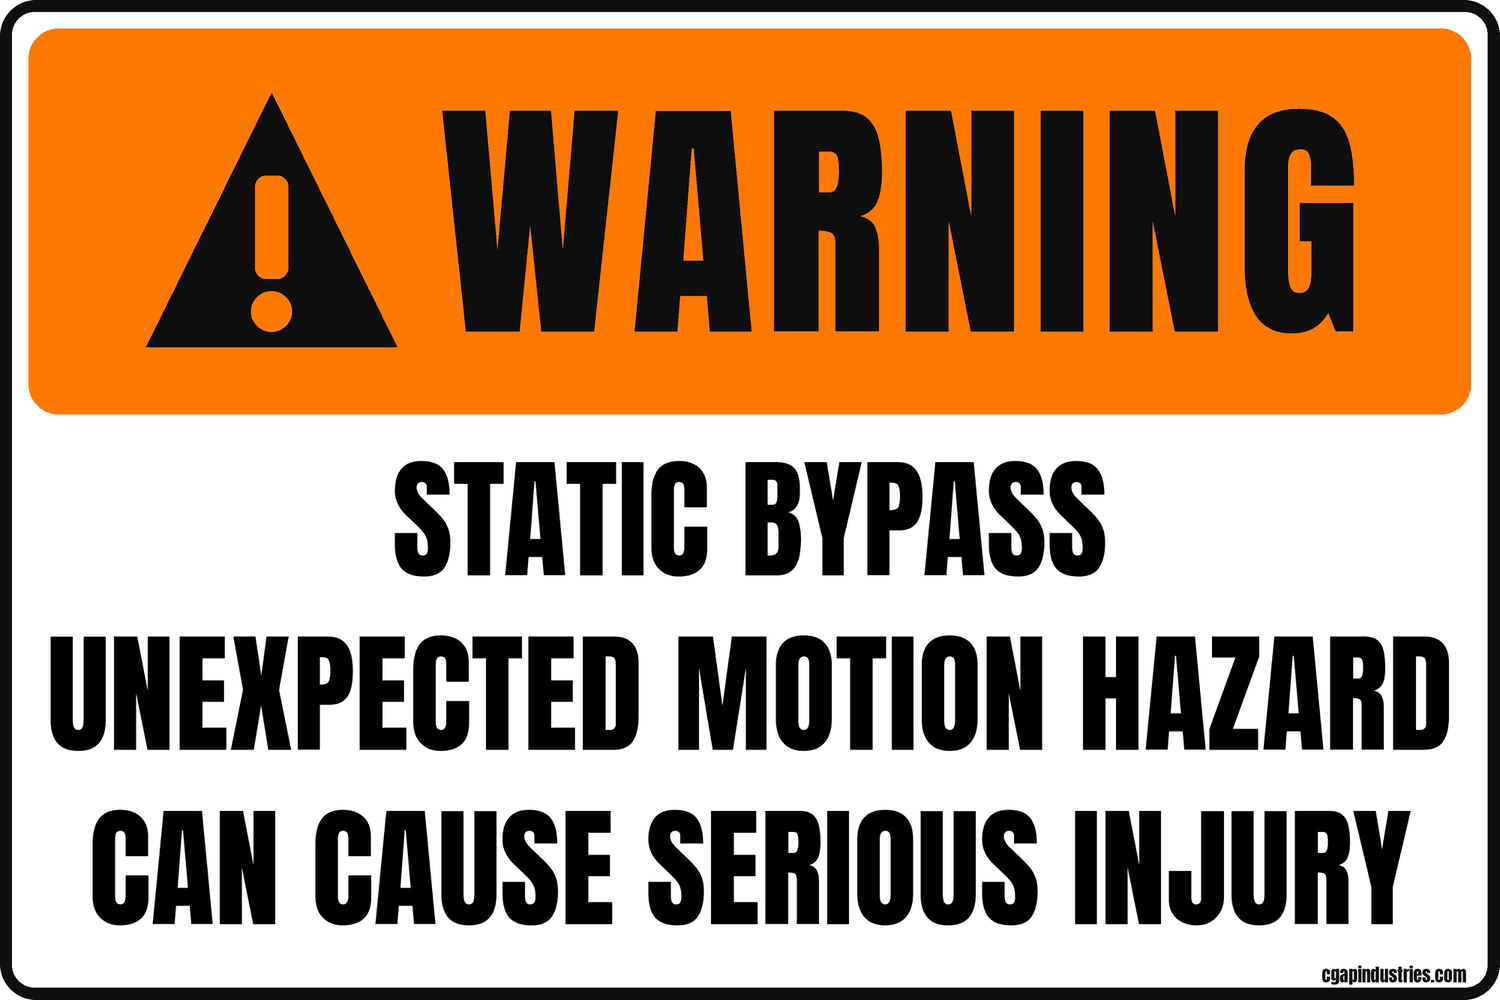 WARNING
STATIC BYPASS
UNEXPECTED MOTION HAZARD
CAN CAUSE SERIOUS INJURY
cgapindustries.com